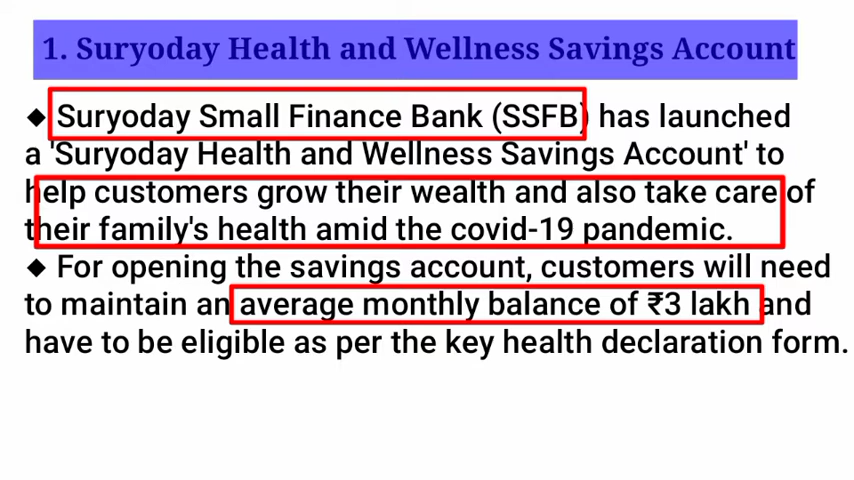 1. Suryoday Health and Wellness Savings Account
◆ Suryoday Small Finance Bank (SSFB) has launched
a 'Suryoday Health and Wellness Savings Account' to
help customers grow their wealth and also take care of
their family's health amid the covid-19 pandemic.
◆ For opening the savings account, customers will need
to maintain an average monthly balance of ₹3 lakh and
have to be eligible as per the key health declaration form.